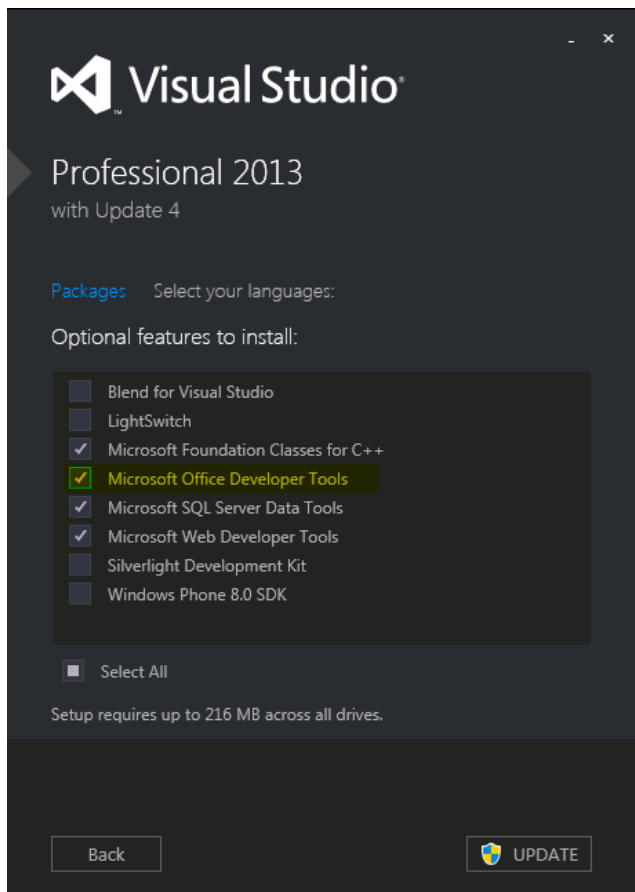 Visual Studio
Professional 2013
with Update 4
Packages Select your languages:
Optional features to install:
Blend for Visual Studio
LightSwitch
Microsoft Foundation Classes for C++
Microsoft Office Developer Tools
Microsoft SQL Server Data Tools
Microsoft Web Developer Tools
Silverlight Development Kit
Windows Phone 8.0 SDK
Select All
Setup requires up to 216 MB across all drives.
Back UPDATE